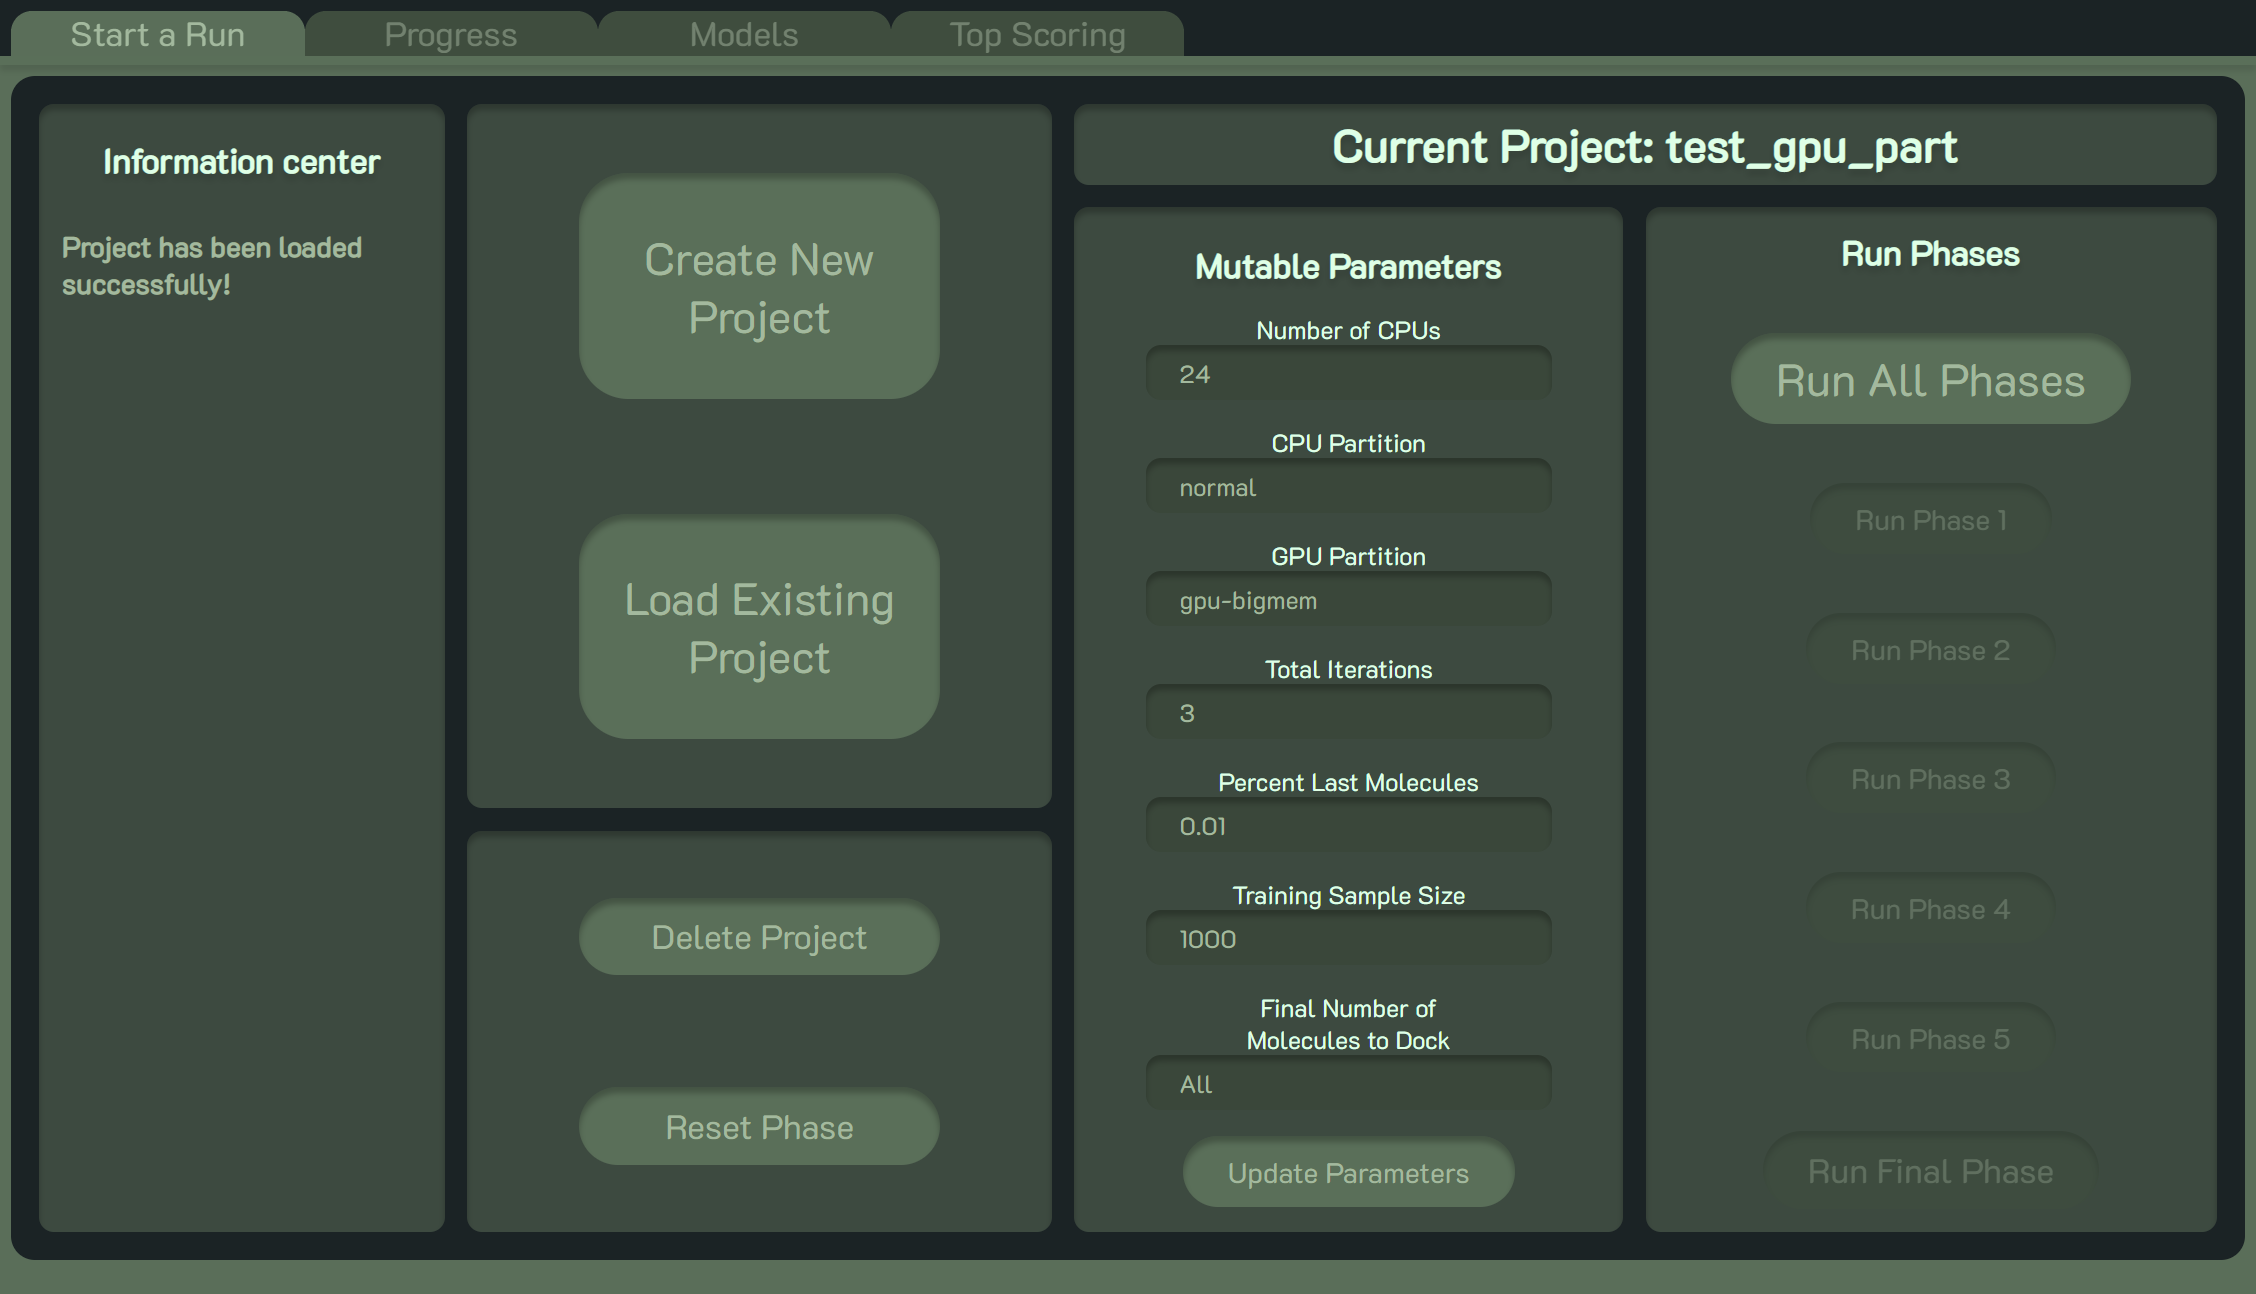 Start a Run
Progress
Models
Top Scoring
Information center
Project has been loaded
successfully!
Create New
Project
Load Existing
Project
Delete Project
Reset Phase
Current Project: test_gpu_part
Mutable Parameters
Number of CPUs
24
CPU Partition
normal
GPU Partition
gpu-bigmem
Total Iterations
3
Percent Last Molecules
0.01
Training Sample Size
1000
Final Number of
Molecules to Dock
All
Update Parameters
Run Phases
Run All Phases
Run Phase 1
Run Phase 2
Run Phase 3
Run Phase 4
Run Phase 5
Run Final Phase